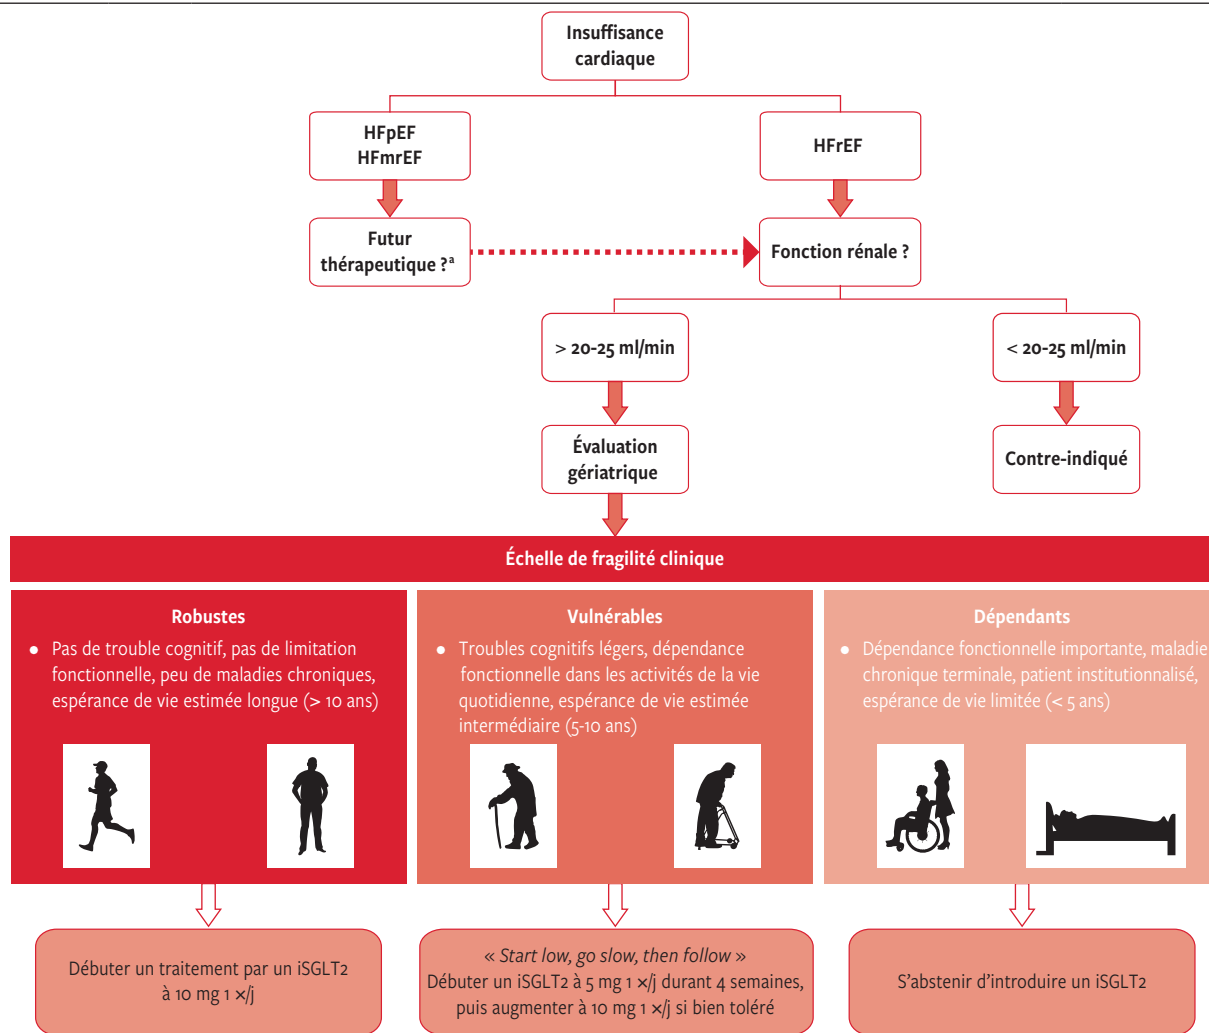 Insuffisance
cardiaque
HFpEF
HFmrEF
HFrEF
Futur
thérapeutique ?ᵃ
Fonction rénale ?
> 20-25 ml/min
< 20-25 ml/min
Évaluation
gériatrique
Contre-indiqué
Échelle de fragilité clinique
Robustes
• Pas de trouble cognitif, pas de limitation
fonctionnelle, peu de maladies chroniques,
espérance de vie estimée longue (> 10 ans)
Vulnérables
• Troubles cognitifs légers, dépendance
fonctionnelle dans les activités de la vie
quotidienne, espérance de vie estimée
intermédiaire (5-10 ans)
Dépendants
• Dépendance fonctionnelle importante, maladie
chronique terminale, patient institutionnalisé,
espérance de vie limitée (< 5 ans)
Débuter un traitement par un iSGLT2
à 10 mg 1 ×/j
« Start low, go slow, then follow »
Débuter un iSGLT2 à 5 mg 1 ×/j durant 4 semaines,
puis augmenter à 10 mg 1 ×/j si bien toléré
S'abstenir d'introduire un iSGLT2